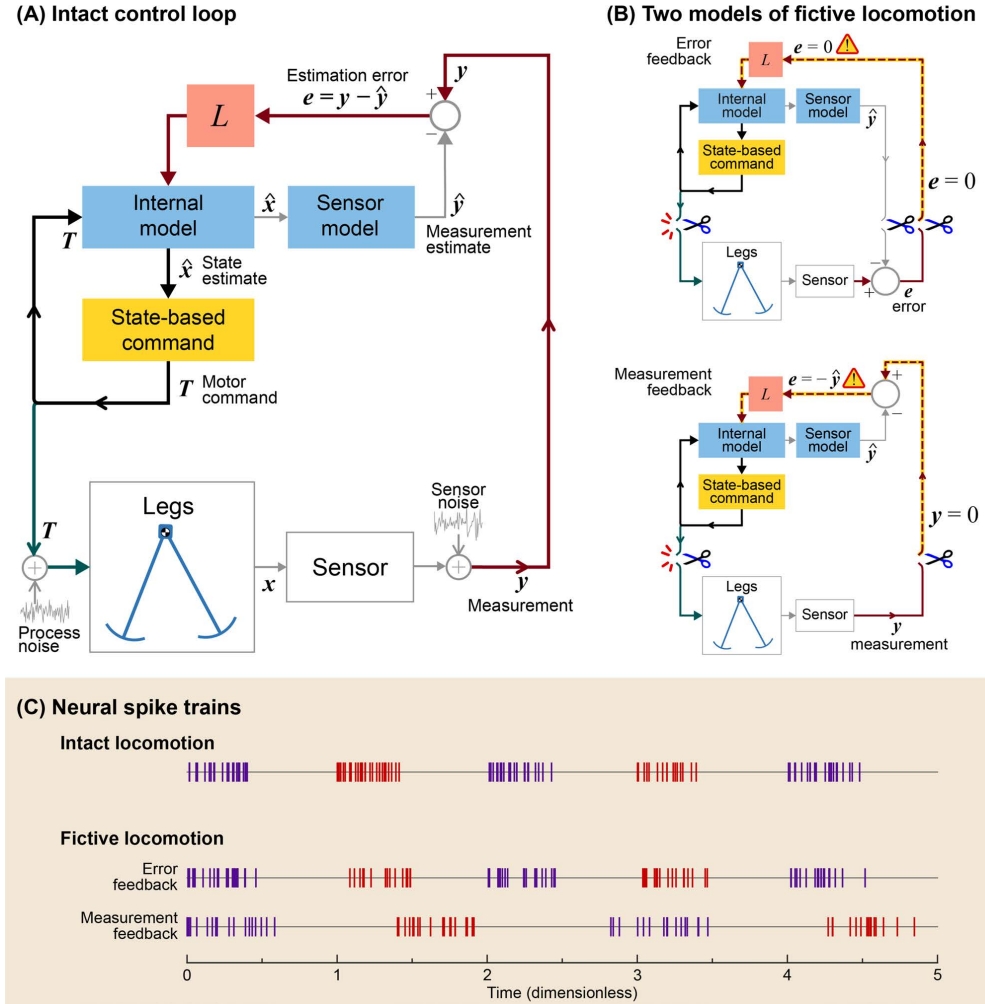 (A) Intact control loop
Estimation error
e = y − ŷ
y
+
−
L
Internal
model
x̂
Sensor
model
ŷ
Measurement
estimate
T
x̂
State
estimate
State-based
command
T
Motor
command
T
Process
noise
Legs
x
Sensor
Sensor
noise
y
Measurement
(B) Two models of fictive locomotion
Error
feedback
L
e = 0
!
Internal
model
Sensor
model
ŷ
State-based
command
e = 0
Legs
Sensor
−
+
e
error
Measurement
feedback
L
e = − ŷ
!
+
−
Internal
model
Sensor
model
ŷ
State-based
command
y = 0
Legs
Sensor
y
measurement
(C) Neural spike trains
Intact locomotion
Fictive locomotion
Error
feedback
Measurement
feedback
0 1 2 3 4 5
Time (dimensionless)